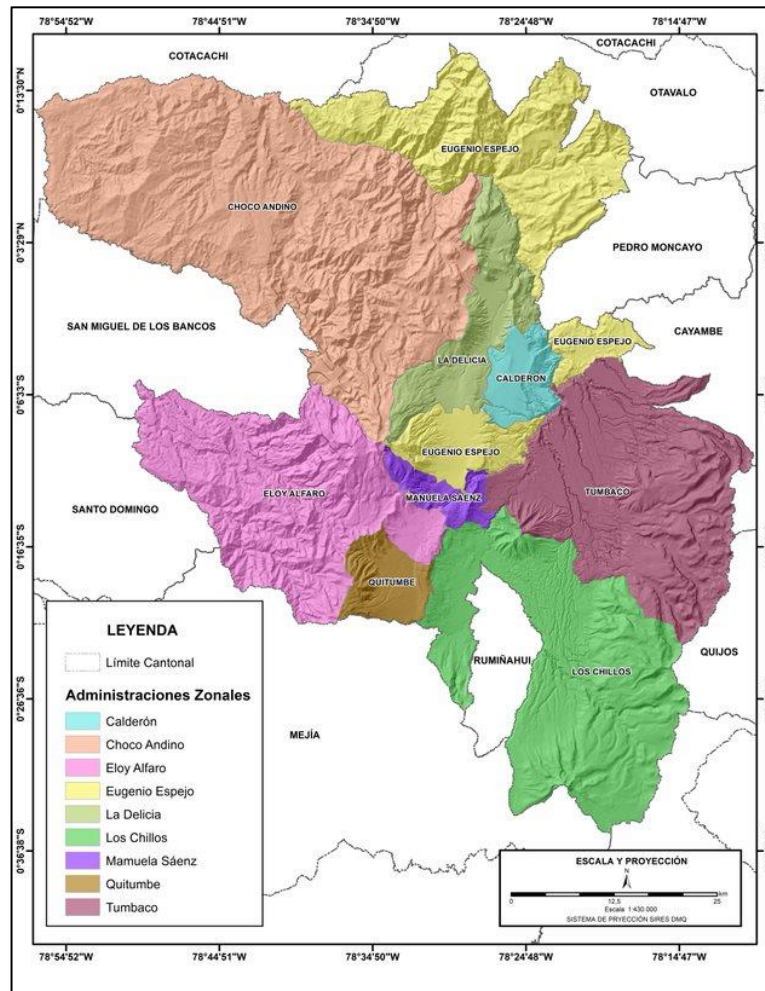 78°54'52"W 78°44'51"W 78°34'50"W 78°24'48"W 78°14'47"W
COTACACHI
COTACACHI
OTAVALO
0°13'30"N
EUGENIO ESPEJO
CHOCO ANDINO
0°3'29"N
PEDRO MONCAYO
SAN MIGUEL DE LOS BANCOS
CAYAMBE
EUGENIO ESPEJO
LA DELICIA
CALDERON
0°6'33"S
EUGENIO ESPEJO
ELOY ALFARO
MANUELA SAENZ
TUMBACO
SANTO DOMINGO
0°16'35"S
QUITUMBE
RUMIÑAHUI
QUIJOS
LOS CHILLOS
0°26'36"S
MEJÍA
0°36'38"S
LEYENDA
Límite Cantonal
Administraciones Zonales
Calderón
Choco Andino
Eloy Alfaro
Eugenio Espejo
La Delicia
Los Chillos
Mamuela Sáenz
Quitumbe
Tumbaco
ESCALA Y PROYECCIÓN
N
0 12,5 25
km
Escala 1:430 000
SISTEMA DE PRYECCIÓN SIRES DMQ
78°54'52"W 78°44'51"W 78°34'50"W 78°24'48"W 78°14'47"W